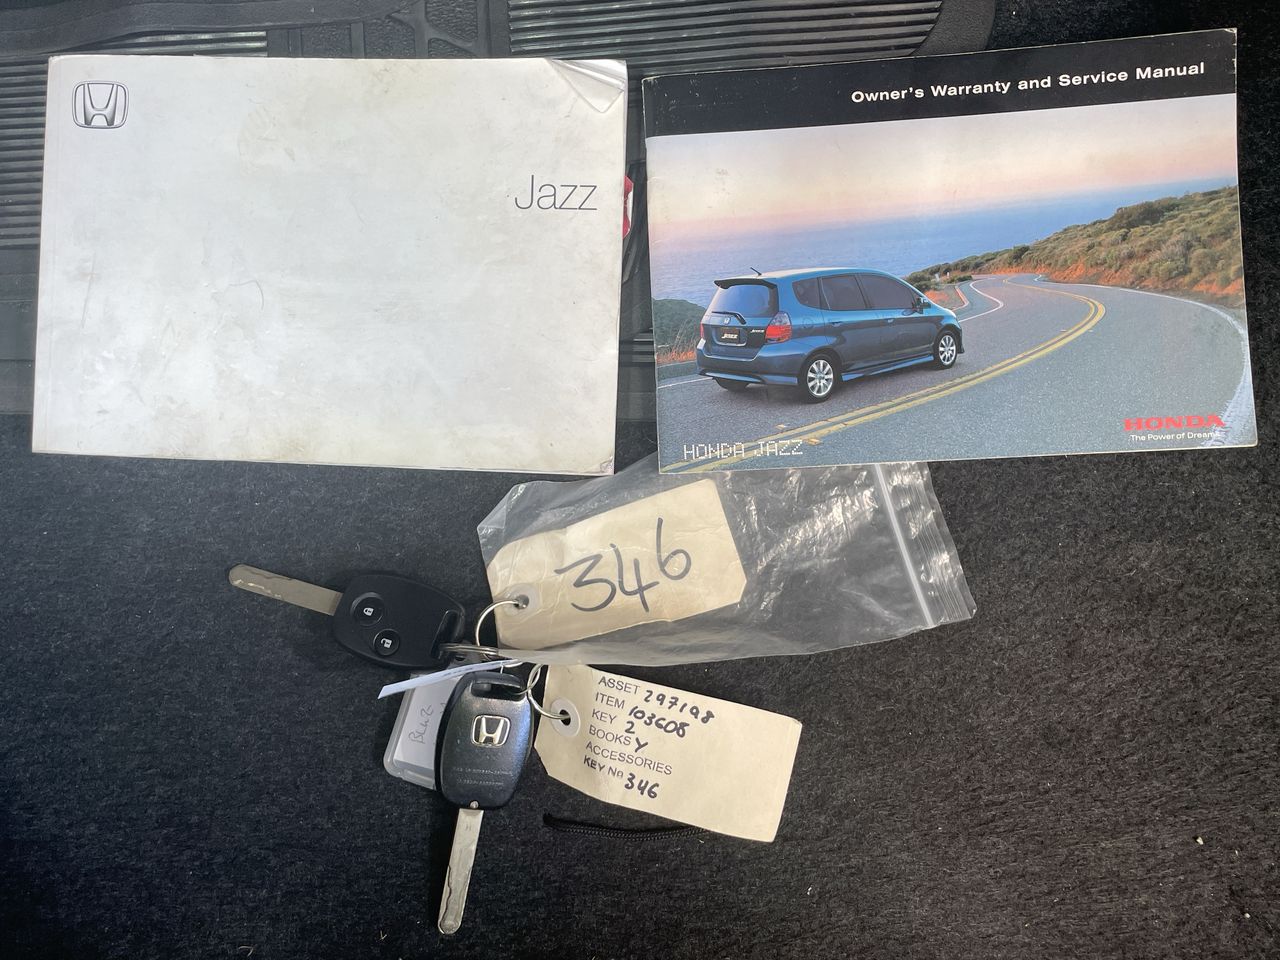 Jazz
Owner's Warranty and Service Manual
Jazz
HONDA JAZZ
HONDA
The Power of Dreams
346
ASSET 297198
ITEM 103608
KEY 2
BOOKS Y
ACCESSORIES
KEY No 346